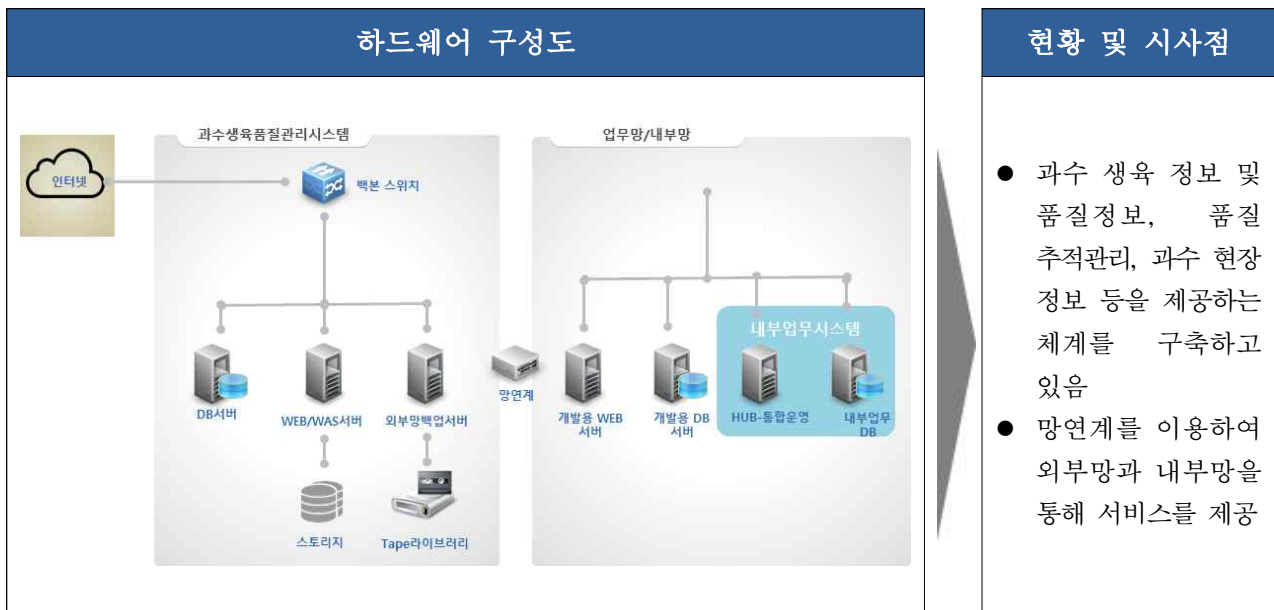 하드웨어 구성도
과수생육품질관리시스템
인터넷
백본 스위치
DB서버
WEB/WAS서버
외부망백업서버
스토리지
Tape라이브러리
망연계
업무망/내부망
내부업무시스템
개발용 WEB
서버
개발용 DB
서버
HUB-통합운영
내부업무
DB
현황 및 시사점
● 과수 생육 정보 및
품질정보, 품질
추적관리, 과수 현장
정보 등을 제공하는
체계를 구축하고
있음
● 망연계를 이용하여
외부망과 내부망을
통해 서비스를 제공